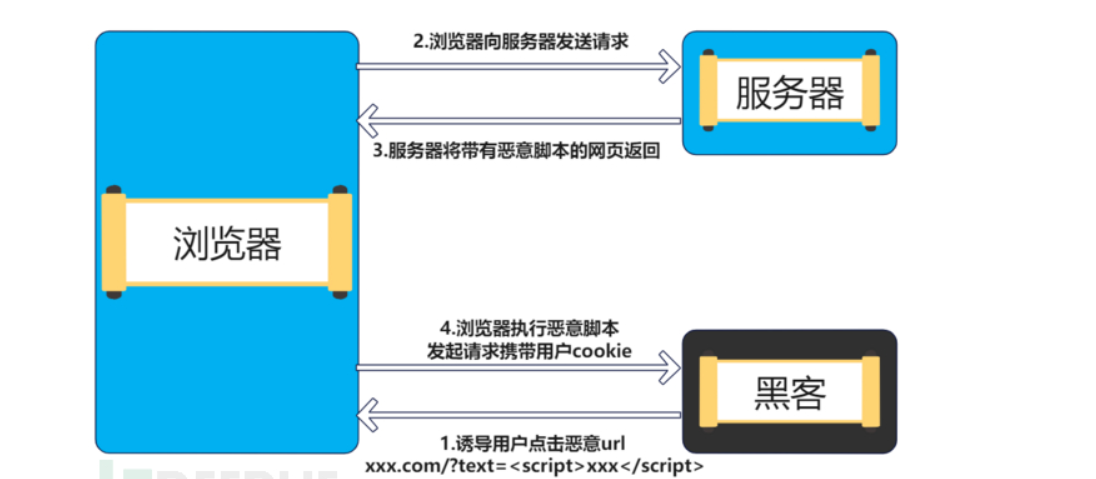 2.浏览器向服务器发送请求
服务器
3.服务器将带有恶意脚本的网页返回
浏览器
4.浏览器执行恶意脚本
发起请求携带用户cookie
黑客
1.诱导用户点击恶意url
xxx.com/?text=<script>xxx</script>